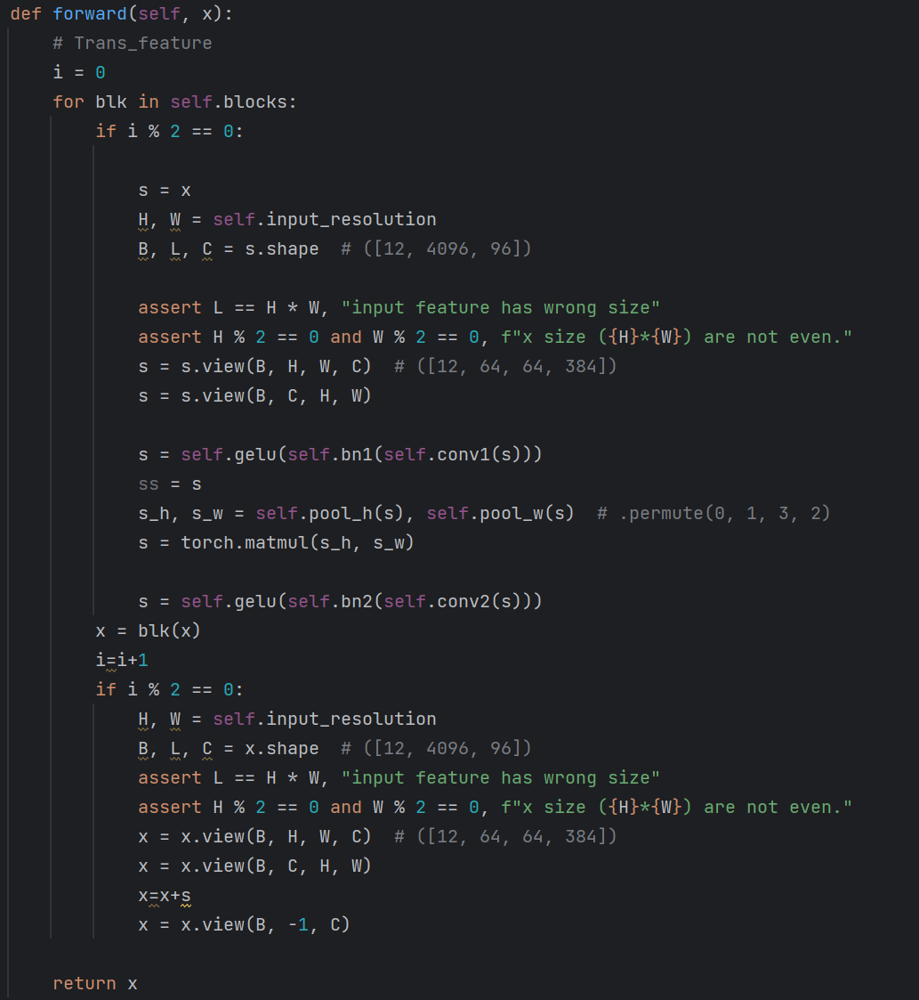 def forward(self, x):
    # Trans_feature
    i = 0
    for blk in self.blocks:
        if i % 2 == 0:

            s = x
            H, W = self.input_resolution
            B, L, C = s.shape  # ([12, 4096, 96])

            assert L == H * W, "input feature has wrong size"
            assert H % 2 == 0 and W % 2 == 0, f"x size ({H}*{W}) are not even."
            s = s.view(B, H, W, C)  # ([12, 64, 64, 384])
            s = s.view(B, C, H, W)

            s = self.gelu(self.bn1(self.conv1(s)))
            ss = s
            s_h, s_w = self.pool_h(s), self.pool_w(s)  # .permute(0, 1, 3, 2)
            s = torch.matmul(s_h, s_w)

            s = self.gelu(self.bn2(self.conv2(s)))
        x = blk(x)
        i=i+1
        if i % 2 == 0:
            H, W = self.input_resolution
            B, L, C = x.shape  # ([12, 4096, 96])
            assert L == H * W, "input feature has wrong size"
            assert H % 2 == 0 and W % 2 == 0, f"x size ({H}*{W}) are not even."
            x = x.view(B, H, W, C)  # ([12, 64, 64, 384])
            x = x.view(B, C, H, W)
            x=x+s
            x = x.view(B, -1, C)

    return x